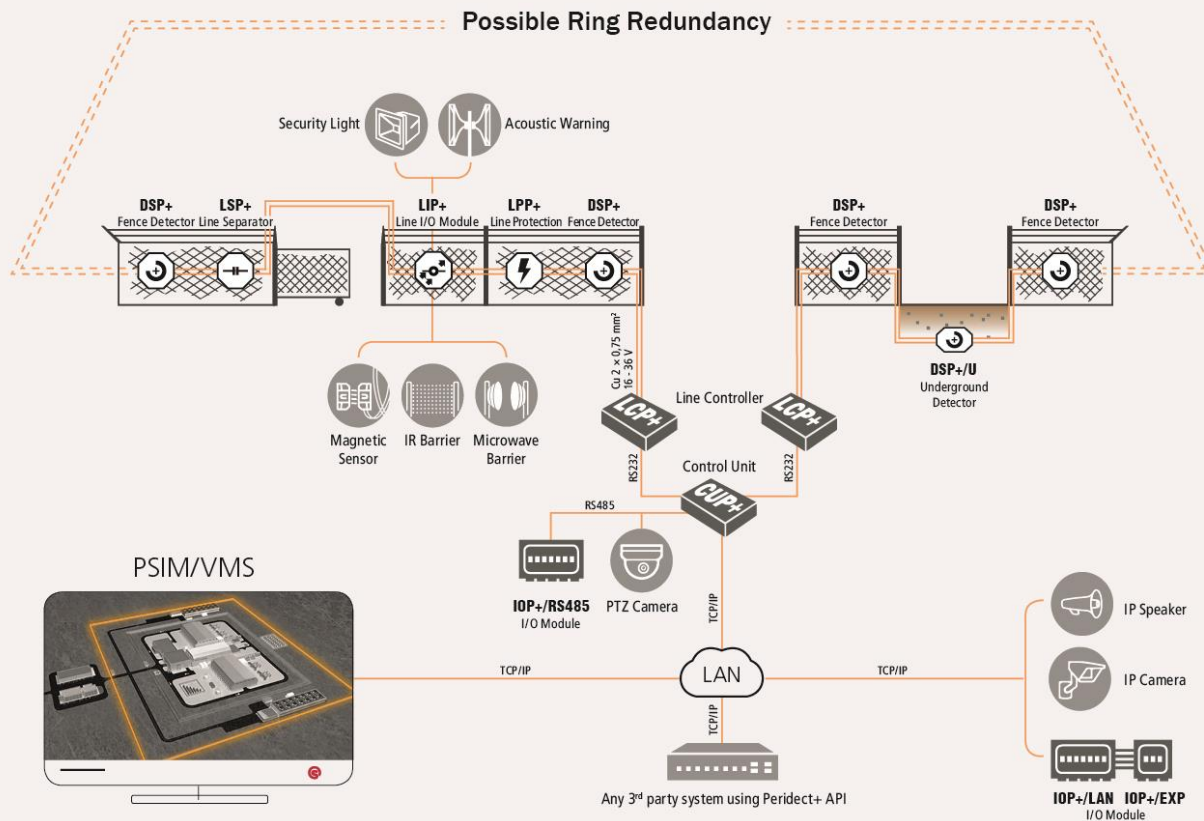 Possible Ring Redundancy
Security Light
Acoustic Warning
DSP+
Fence Detector
LSP+
Line Separator
LIP+
Line I/O Module
LPP+
Line Protection
DSP+
Fence Detector
DSP+
Fence Detector
DSP+
Fence Detector
Cu 2 × 0,75 mm²
16 - 36 V
DSP+/U
Underground
Detector
Magnetic
Sensor
IR Barrier
Microwave
Barrier
LCP+
Line Controller
LCP+
RS232
Control Unit
RS232
CUP+
RS485
IOP+/RS485
I/O Module
PTZ Camera
PSIM/VMS
TCP/IP
TCP/IP
LAN
TCP/IP
TCP/IP
IP Speaker
IP Camera
Any 3rd party system using Peridect+ API
IOP+/LAN
IOP+/EXP
I/O Module